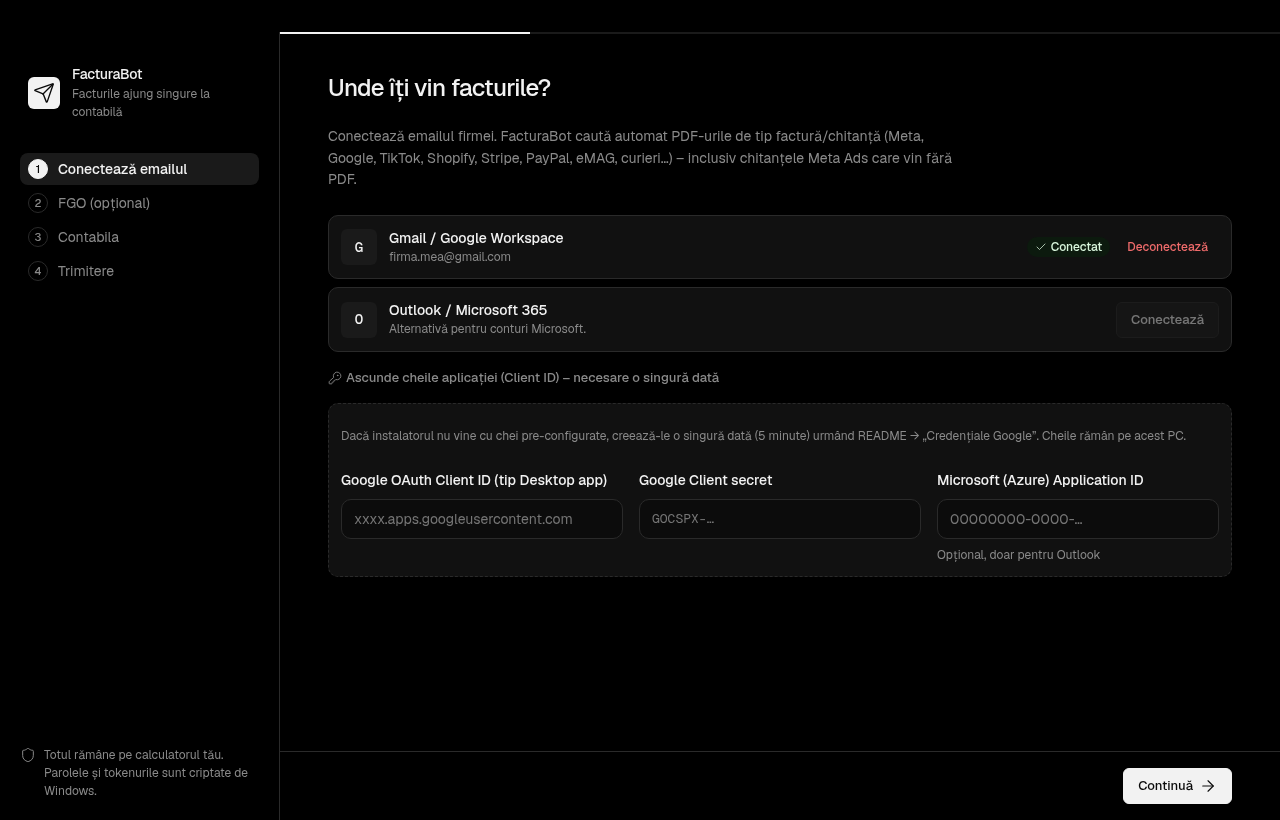 FacturaBot
Facturile ajung singure la
contabilă
1 Conectează emailul
2 FGO (opțional)
3 Contabila
4 Trimitere
Totul rămâne pe calculatorul tău.
Parolele și tokenurile sunt criptate de
Windows.
Unde îți vin facturile?
Conectează emailul firmei. FacturaBot caută automat PDF-urile de tip factură/chitanță (Meta,
Google, TikTok, Shopify, Stripe, PayPal, eMAG, curieri…) – inclusiv chitanțele Meta Ads care vin fără
PDF.
G
Gmail / Google Workspace
firma.mea@gmail.com
Conectat
Deconectează
O
Outlook / Microsoft 365
Alternativă pentru conturi Microsoft.
Conectează
Ascunde cheile aplicației (Client ID) – necesare o singură dată
Dacă instalatorul nu vine cu chei pre-configurate, creează-le o singură dată (5 minute) urmând README → „Credențiale Google”. Cheile rămân pe acest PC.
Google OAuth Client ID (tip Desktop app)
xxxx.apps.googleusercontent.com
Google Client secret
GOCSPX-…
Microsoft (Azure) Application ID
00000000-0000-…
Opțional, doar pentru Outlook
Continuă